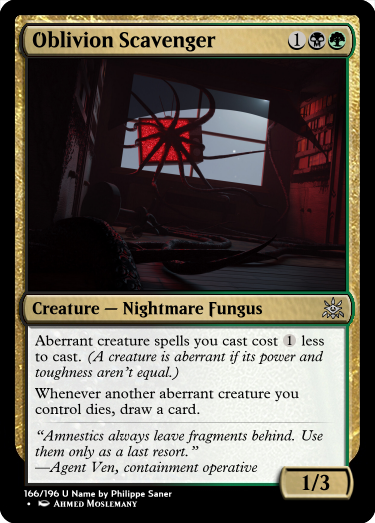 Oblivion Scavenger 1
Creature — Nightmare Fungus
Aberrant creature spells you cast cost 1 less
to cast. (A creature is aberrant if its power and
toughness aren't equal.)
Whenever another aberrant creature you
control dies, draw a card.
"Amnestics always leave fragments behind. Use
them only as a last resort."
—Agent Ven, containment operative
1/3
166/196 U Name by Philippe Saner
• AHMED MOSLEMANY